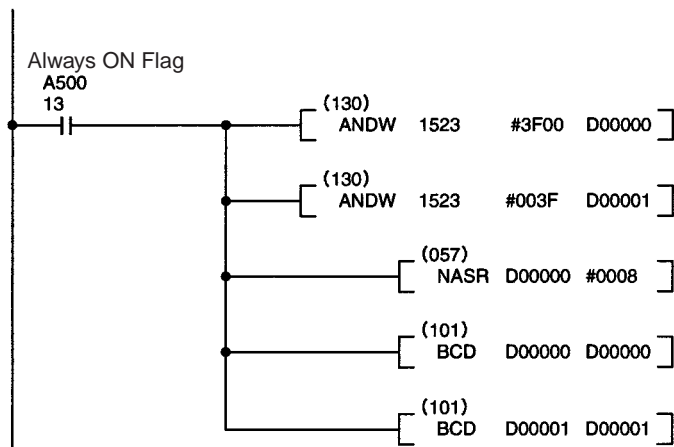 Always ON Flag
A500
13
(130)
ANDW 1523 #3F00 D00000
(130)
ANDW 1523 #003F D00001
(057)
NASR D00000 #0008
(101)
BCD D00000 D00000
(101)
BCD D00001 D00001